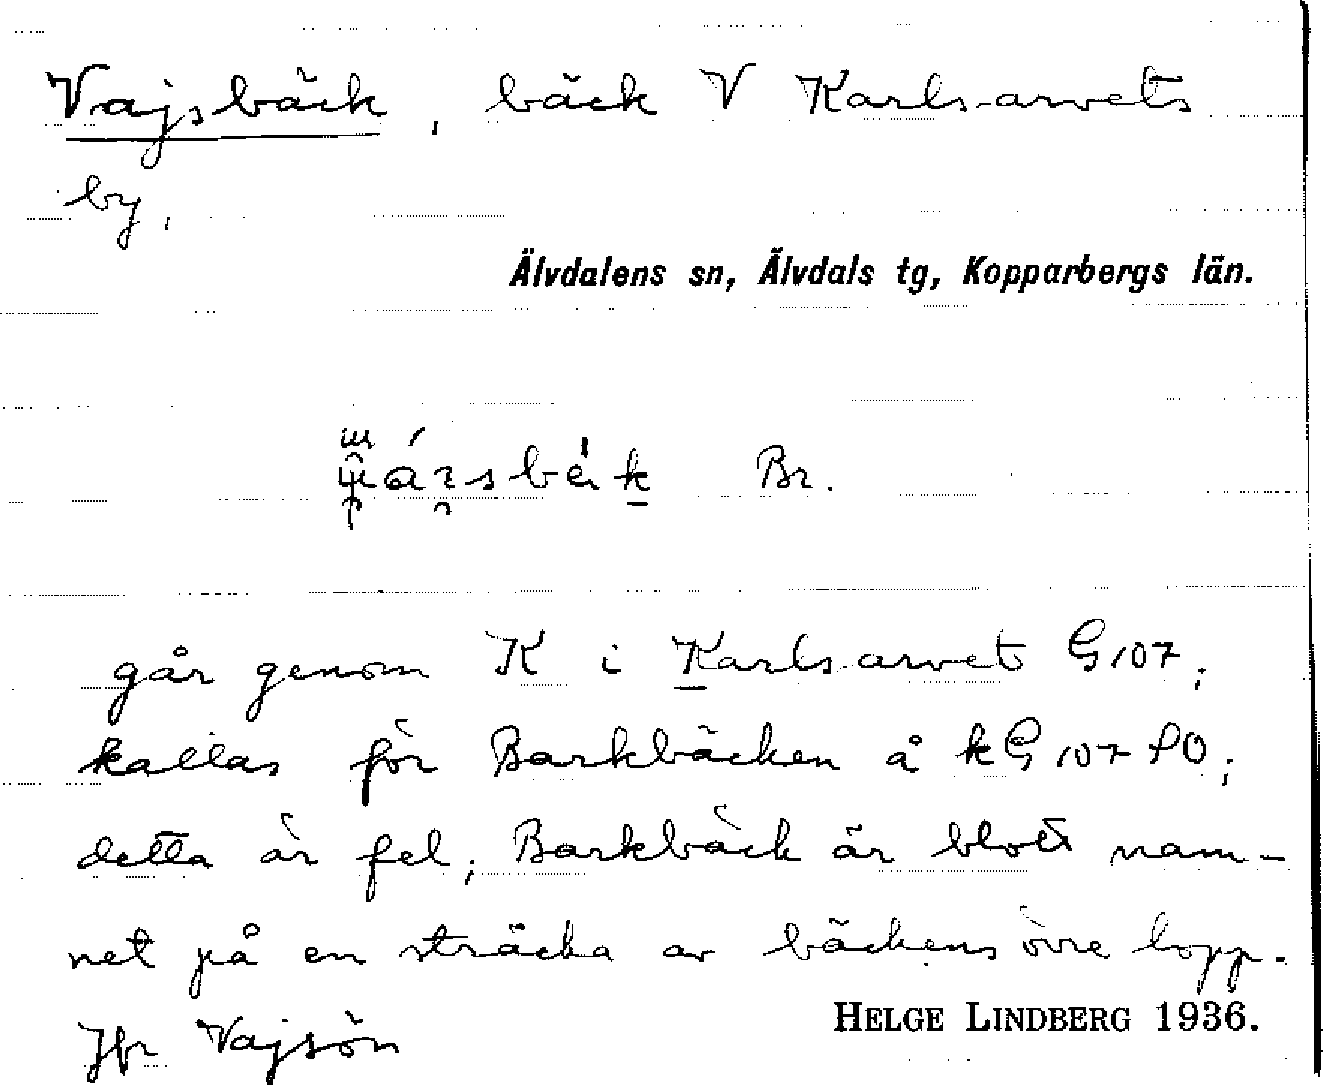 Vajsbäck, bäck V Karlsarvets
by,
Älvdalens sn, Älvdals tg, Kopparbergs län.
Br.
går genom K i Karlsarvet G107;
kallas för Barkbäcken å kG 107 SO;
detta är fel; Barkbäck är blott nam-
net på en sträcka av bäckens övre lopp.
Jfr Vajsön
HELGE LINDBERG 1936.